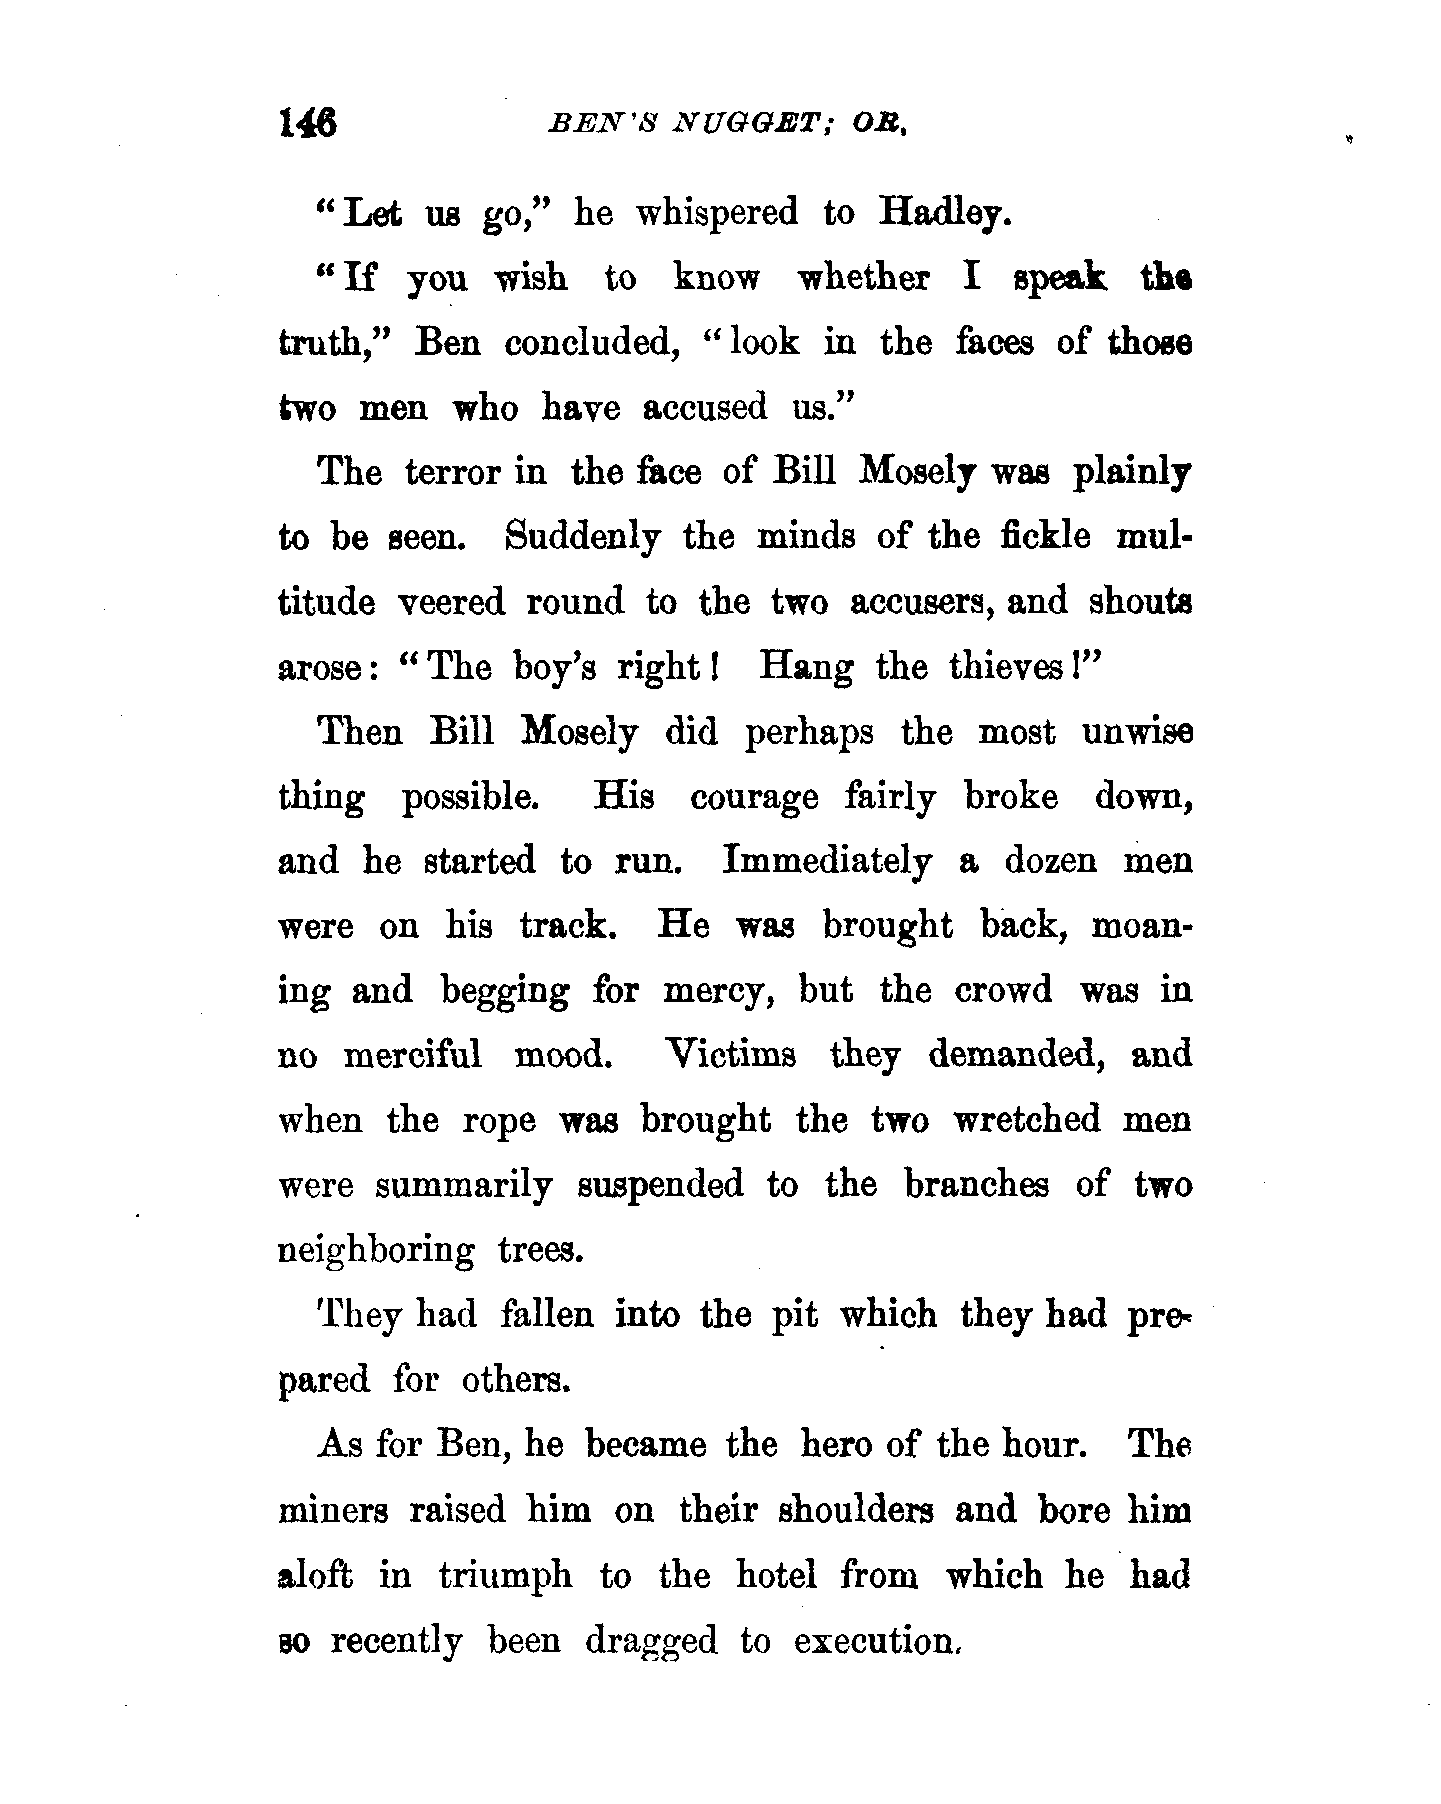 146 BEN'S NUGGET; OR,
"Let us go," he whispered to Hadley.
"If you wish to know whether I speak the
truth," Ben concluded, "look in the faces of those
two men who have accused us."
The terror in the face of Bill Mosely was plainly
to be seen. Suddenly the minds of the fickle mul-
titude veered round to the two accusers, and shouts
arose: "The boy's right! Hang the thieves!"
Then Bill Mosely did perhaps the most unwise
thing possible. His courage fairly broke down,
and he started to run. Immediately a dozen men
were on his track. He was brought back, moan-
ing and begging for mercy, but the crowd was in
no merciful mood. Victims they demanded, and
when the rope was brought the two wretched men
were summarily suspended to the branches of two
neighboring trees.
They had fallen into the pit which they had pre-
pared for others.
As for Ben, he became the hero of the hour. The
miners raised him on their shoulders and bore him
aloft in triumph to the hotel from which he had
so recently been dragged to execution.